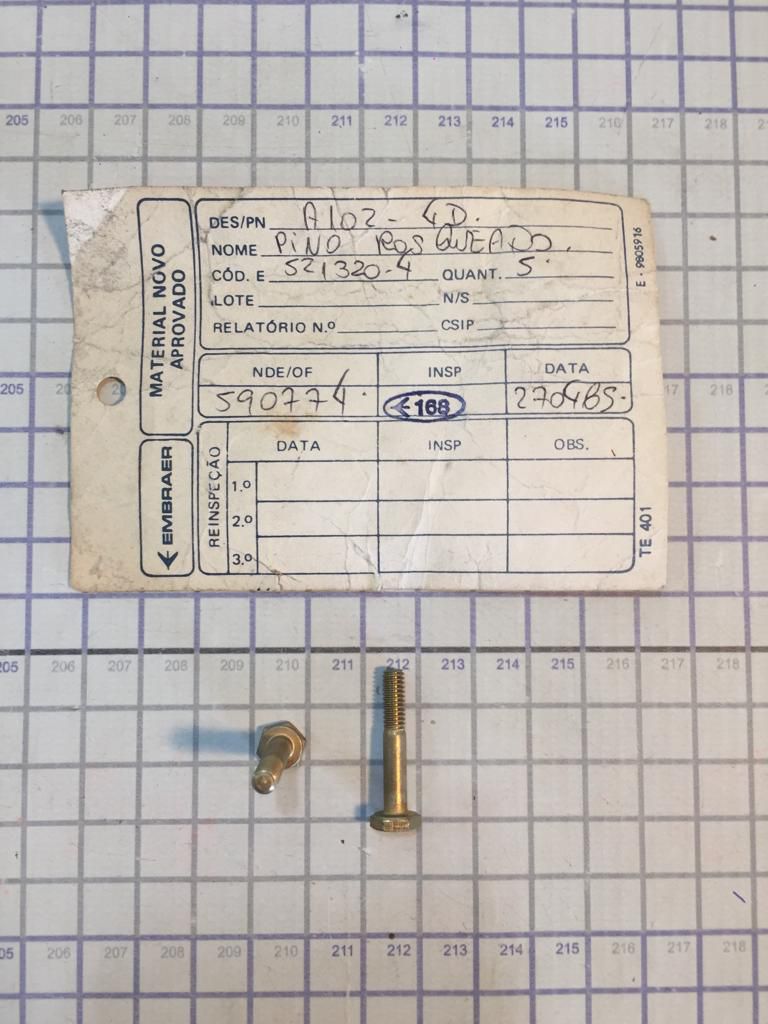 205 206 207 208 209 210 211 212 213 214 215 216 217 218
MATERIAL NOVO
APROVADO
EMBRAER
DES/PN A102 - 4D.
NOME PINO ROSQUEADO.
CÓD. E 521320-4 QUANT. 5
LOTE N/S
RELATÓRIO N.º CSIP
E - 9805916
NDE/OF INSP DATA
590774 168
REINSPEÇÃO
DATA INSP OBS.
1.º
2.º
3.º
TE 401
205
205 206 207 208 209 210 211 212 213 214 215 216 217 218
05 206 207 208 209 210 211 212 213 214 215 216 217 218